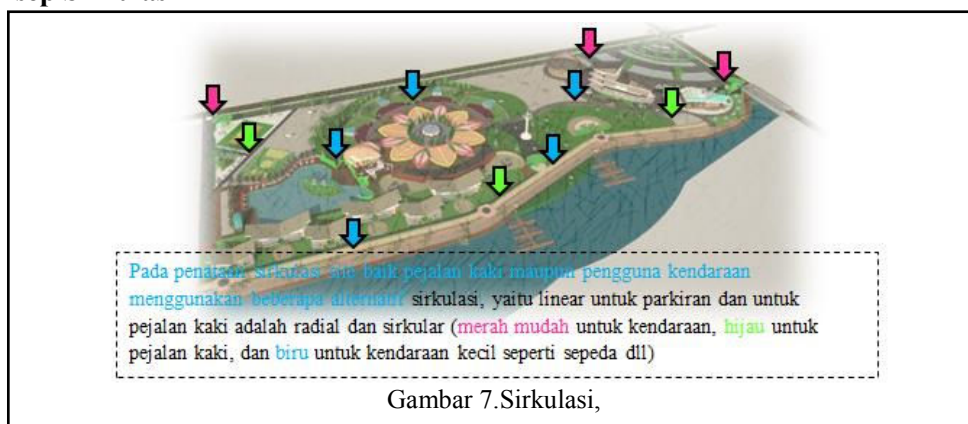 Pada penataan sirkulasi site baik pejalan kaki maupun pengguna kendaraan
menggunakan beberapa alternatif sirkulasi, yaitu linear untuk parkiran dan untuk
pejalan kaki adalah radial dan sirkular (merah mudah untuk kendaraan, hijau untuk
pejalan kaki, dan biru untuk kendaraan kecil seperti sepeda dll)
Gambar 7.Sirkulasi,